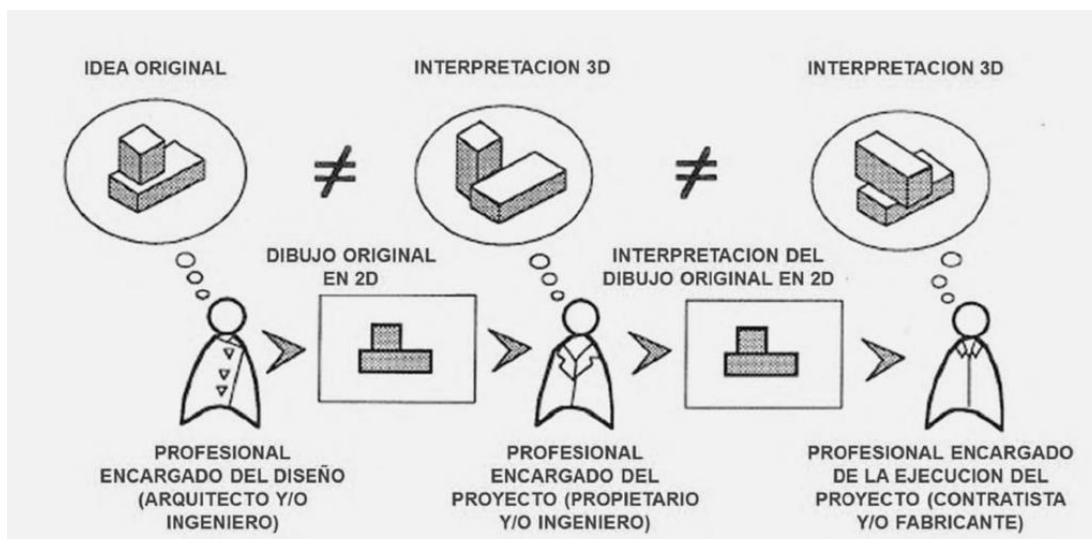 IDEA ORIGINAL
INTERPRETACION 3D
INTERPRETACION 3D
≠
≠
DIBUJO ORIGINAL
EN 2D
INTERPRETACION DEL
DIBUJO ORIGINAL EN 2D
PROFESIONAL
ENCARGADO DEL DISEÑO
(ARQUITECTO Y/O
INGENIERO)
PROFESIONAL
ENCARGADO DEL
PROYECTO (PROPIETARIO
Y/O INGENIERO)
PROFESIONAL ENCARGADO
DE LA EJECUCION DEL
PROYECTO (CONTRATISTA
Y/O FABRICANTE)